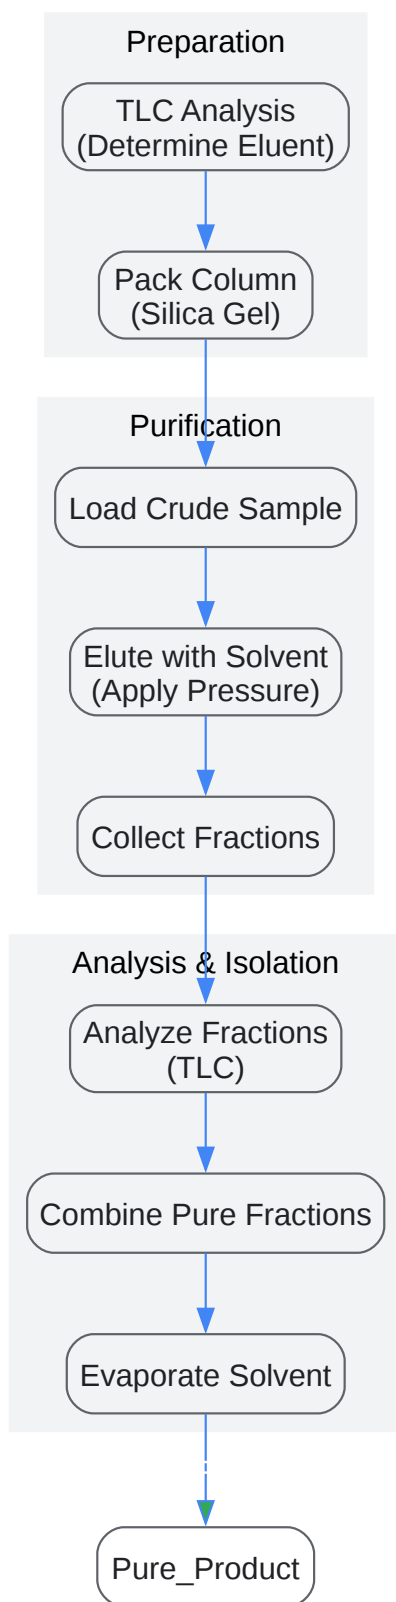 Preparation
TLC Analysis
(Determine Eluent)
Pack Column
(Silica Gel)
Purification
Load Crude Sample
Elute with Solvent
(Apply Pressure)
Collect Fractions
Analysis & Isolation
Analyze Fractions
(TLC)
Combine Pure Fractions
Evaporate Solvent
Pure_Product